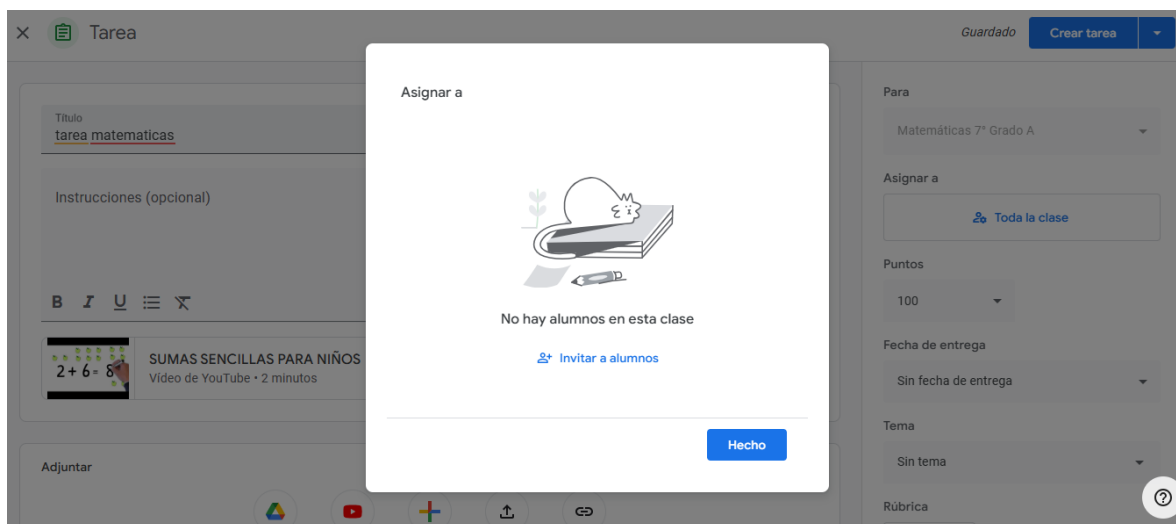 Tarea
Guardado
Crear tarea
Título
tarea matematicas
Instrucciones (opcional)
B I U
2+6=8
SUMAS SENCILLAS PARA NIÑOS
Vídeo de YouTube • 2 minutos
Adjuntar
Asignar a
No hay alumnos en esta clase
Invitar a alumnos
Hecho
Para
Matemáticas 7° Grado A
Asignar a
Toda la clase
Puntos
100
Fecha de entrega
Sin fecha de entrega
Tema
Sin tema
Rúbrica